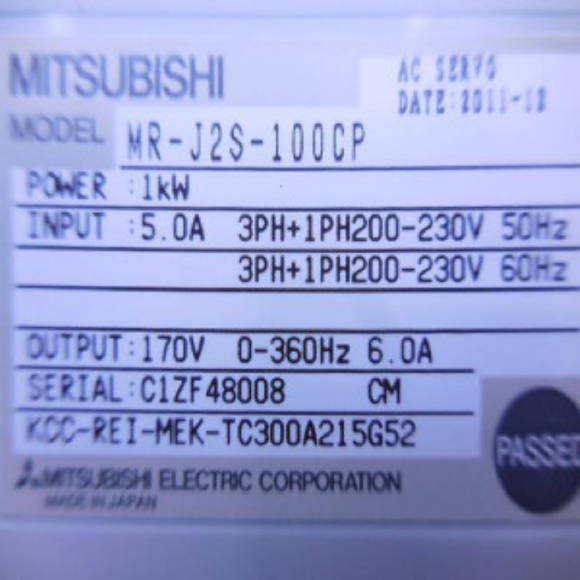 MITSUBISHI
AC SERVO
DATE:2011-12
MODEL MR-J2S-100CP
POWER :1kW
INPUT :5.0A 3PH+1PH200-230V 50Hz
3PH+1PH200-230V 60Hz
OUTPUT:170V 0-360Hz 6.0A
SERIAL:C1ZF48008 CM
KCC-REI-MEK-TC300A215G52
PASSED
MITSUBISHI ELECTRIC CORPORATION
MADE IN JAPAN